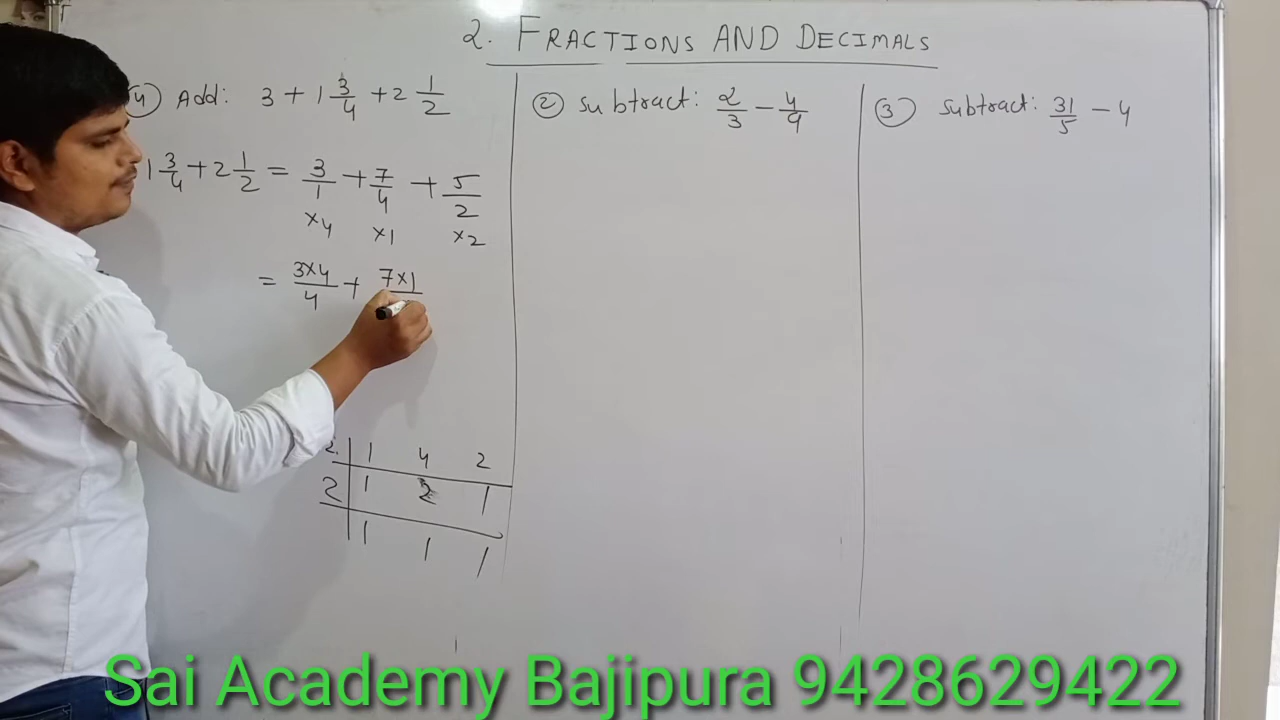 2. FRACTIONS AND DECIMALS
4) Add: 3 + 1 3/4 + 2 1/2
1 3/4 + 2 1/2 = 3/1 + 7/4 + 5/2
×4 ×1 ×2
= 3×4/4 + 7×1
2 | 1 4 2
2 | 1 2 1
1 1 1
② Subtract: 2/3 − 4/9
③ Subtract: 31/5 − 4
Sai Academy Bajipura 9428629422